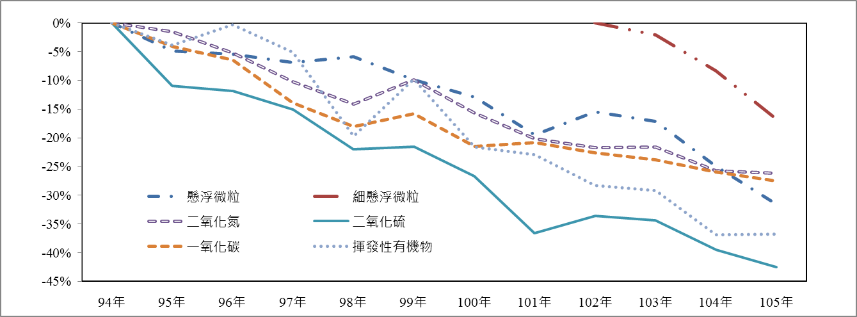 0%
-5%
-10%
-15%
-20%
-25%
-30%
-35%
-40%
-45%
懸浮微粒 細懸浮微粒
二氧化氮 二氧化硫
一氧化碳 揮發性有機物
94年 95年 96年 97年 98年 99年 100年 101年 102年 103年 104年 105年